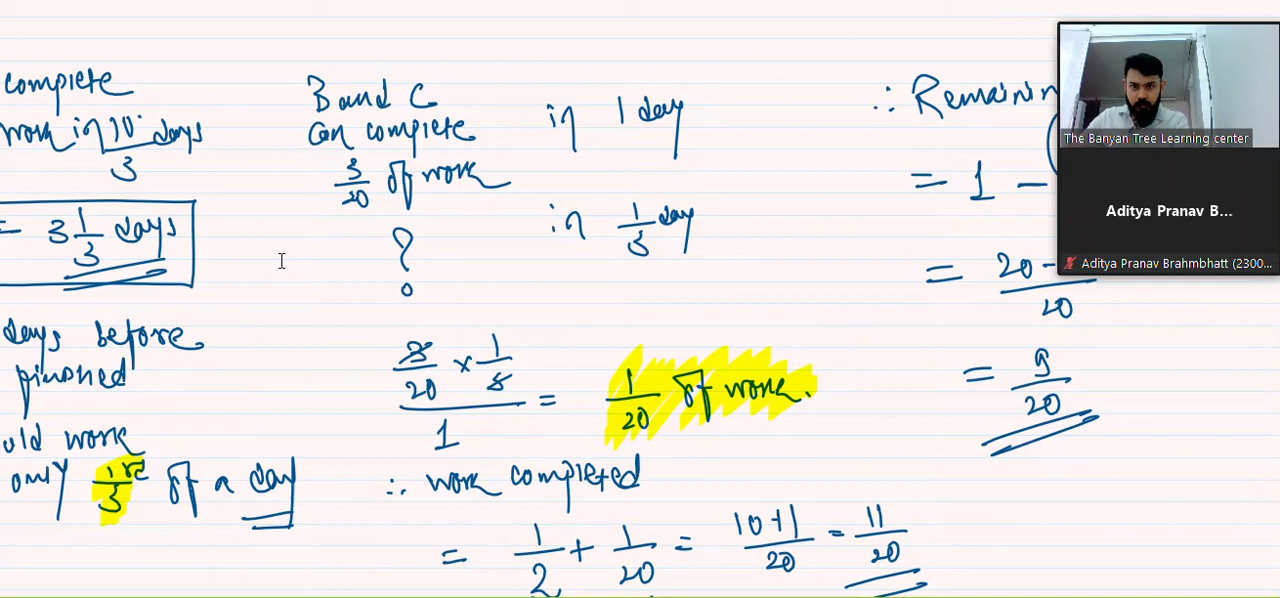 complete
work in 10 days
3
= 3 1/3 days
days before
finished
ould work
only 1/3 rd of a day
B and C
can complete
3/20 of work
?
in 1 day
in 1/3 day
3/20 × 1/3
1
= 1/20 of work.
∴ work completed
= 1/2 + 1/20 = 10+1/20 = 11/20
∴ Remainin
= 1 -
= 20 -
20
= 9/20
The Banyan Tree Learning center
Aditya Pranav B...
Aditya Pranav Brahmbhatt (2300...